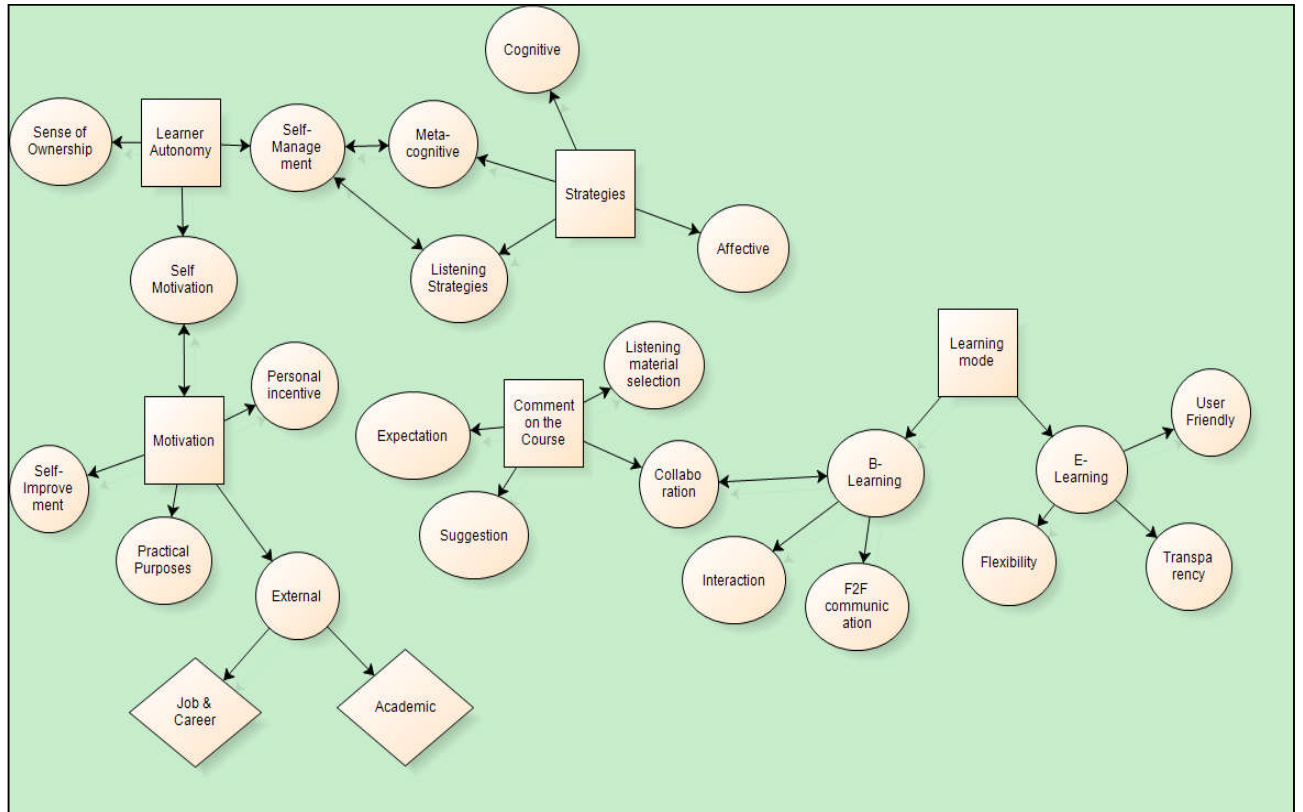 Cognitive
Sense of
Ownership
Learner
Autonomy
Self-
Manage
ment
Meta-
cognitive
Strategies
Affective
Self
Motivation
Listening
Strategies
Listening
material
selection
Learning
mode
Personal
incentive
Comment
on the
Course
User
Friendly
Motivation
Expectation
Self-
Improve
ment
Collabo
ration
B-
Learning
E-
Learning
Suggestion
Practical
Purposes
Interaction
F2F
communic
ation
Flexibility
Transpa
rency
External
Job &
Career
Academic